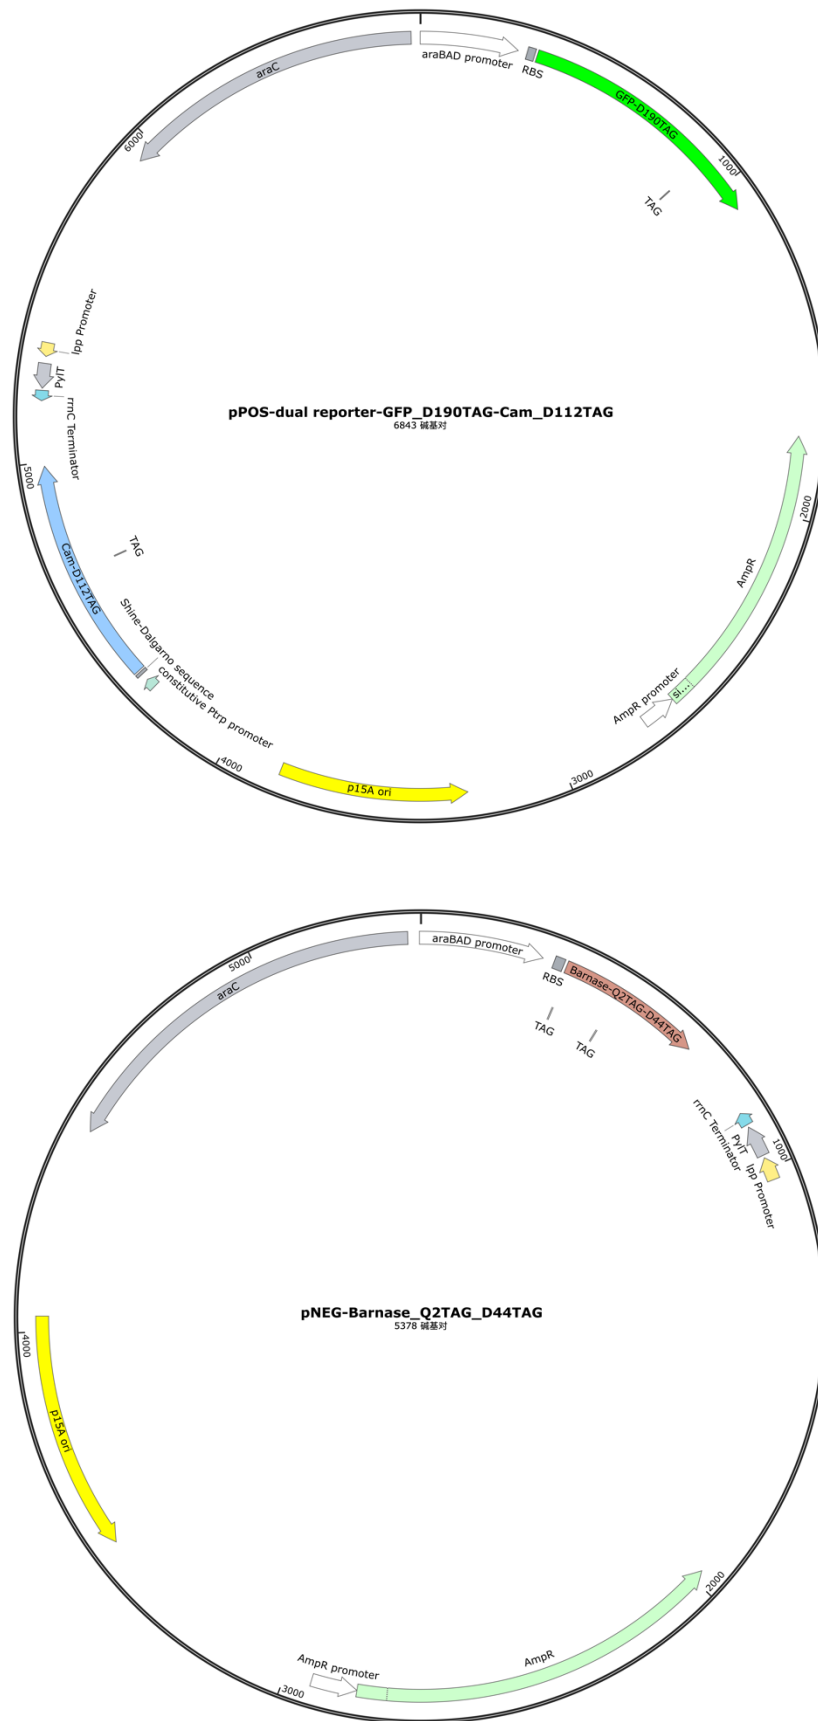 araBAD promoter
RBS
GFP-D190TAG
1000
TAG
araC
6000
lpp Promoter
PylT
rrnC Terminator
pPOS-dual reporter-GFP_D190TAG-Cam_D112TAG
6843 碱基对
5000
TAG
Cam-D112TAG
2000
AmpR
Shine-Dalgarno sequence
constitutive Ptrp promoter
si...
AmpR promoter
4000
p15A ori
3000
araBAD promoter
RBS
Barnase-Q2TAG-D44TAG
5000
araC
TAG
TAG
rrnC Terminator
PylT
1000
lpp Promoter
pNEG-Barnase_Q2TAG_D44TAG
5378 碱基对
4000
p15A ori
2000
AmpR
AmpR promoter
3000